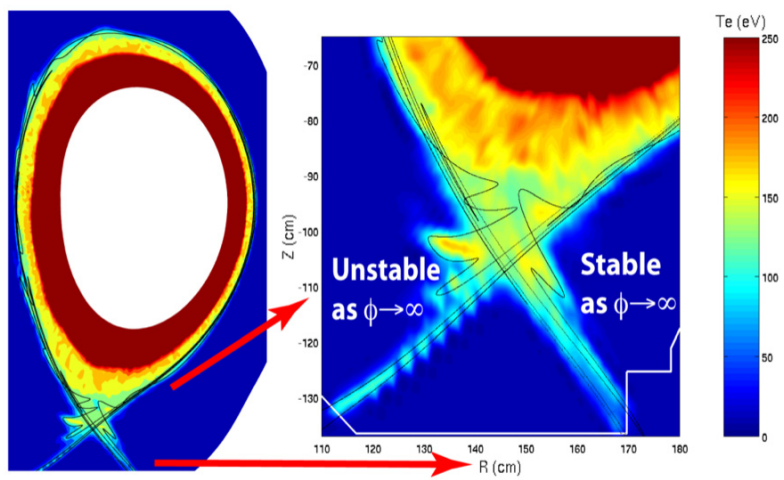 Te (eV)
250
200
150
100
50
0
-70
-80
-90
-100
-110
-120
-130
Z (cm)
Unstable
as ϕ→∞
Stable
as ϕ→∞
110 120 130 140 150 160 170 180
R (cm)